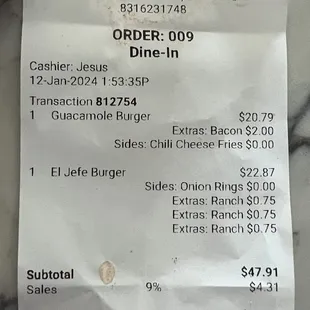 8316231748
ORDER: 009
Dine-In
Cashier: Jesus
12-Jan-2024 1:53:35P
Transaction 812754
1 Guacamole Burger $20.79
Extras: Bacon $2.00
Sides: Chili Cheese Fries $0.00
1 El Jefe Burger $22.87
Sides: Onion Rings $0.00
Extras: Ranch $0.75
Extras: Ranch $0.75
Extras: Ranch $0.75
Subtotal $47.91
Sales 9% $4.31